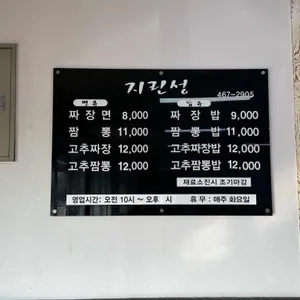 지린성
467-2905
면류 밥류
짜장면 8,000 짜장밥 9,000
짬뽕 11,000 짬뽕밥 11,000
고추짜장 12,000 고추짜장밥 12,000
고추짬뽕 12,000 고추짬뽕밥 12,000
재료소진시 조기마감
영업시간: 오전 10시 ~ 오후 시 휴무 : 매주 화요일